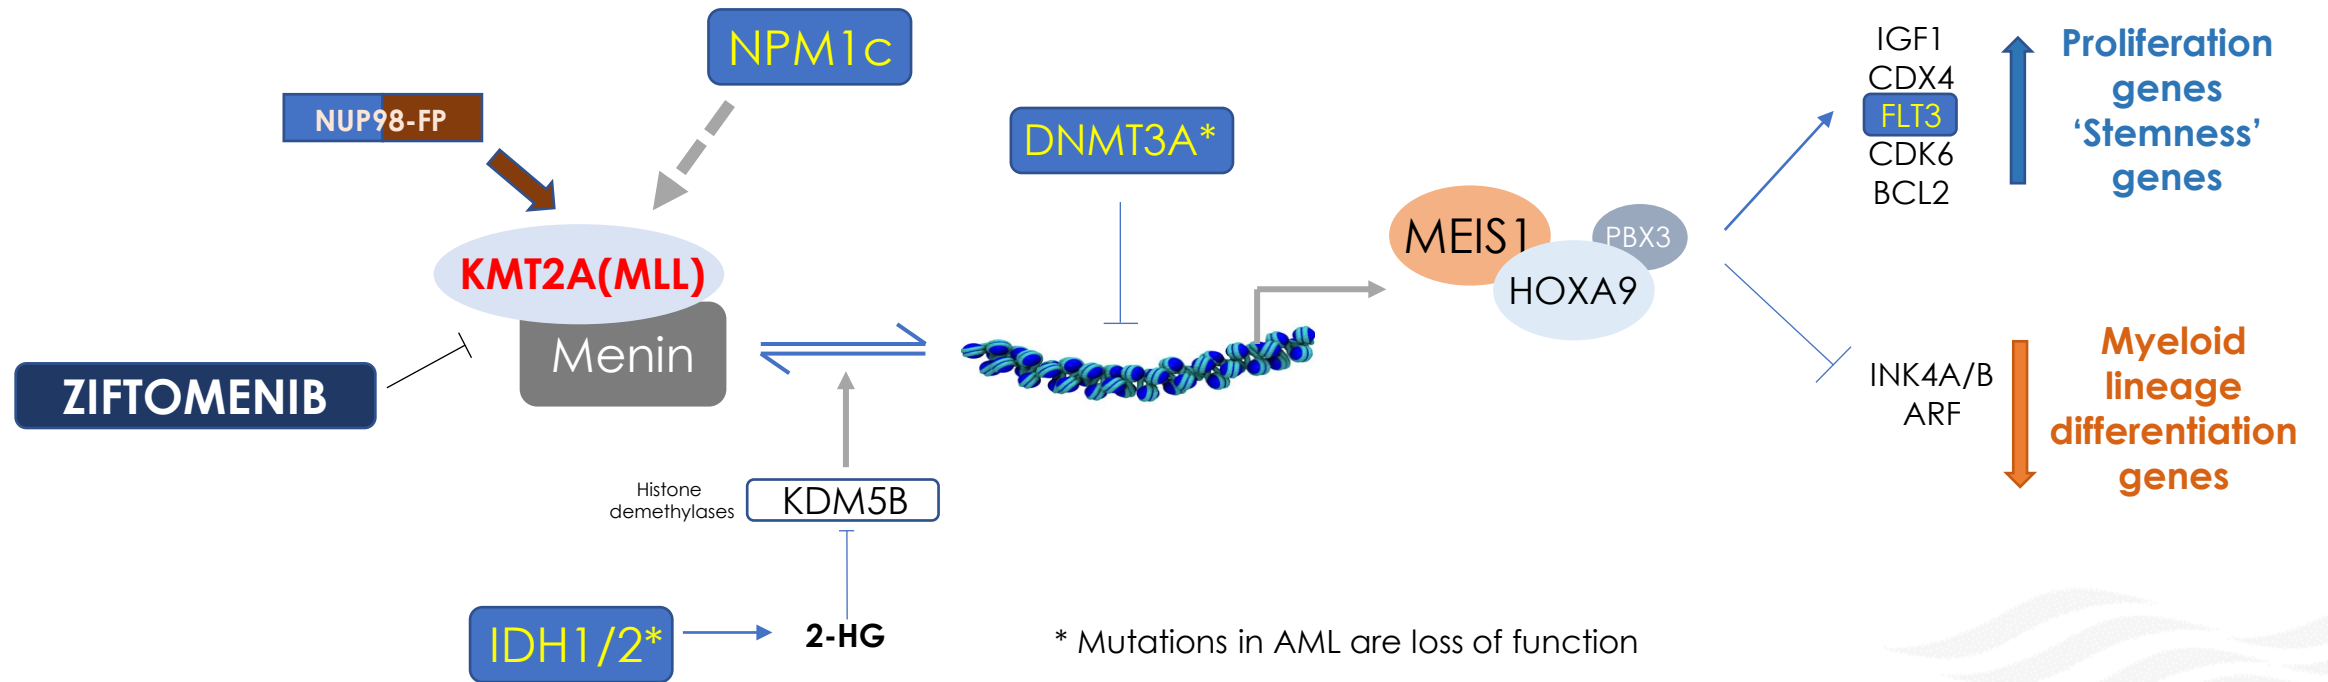 NPM1c
NUP98-FP
DNMT3A*
KMT2A(MLL)
Menin
ZIFTOMENIB
Histone
demethylases
KDM5B
IDH1/2*
2-HG
* Mutations in AML are loss of function
MEIS1
PBX3
HOXA9
IGF1
CDX4
FLT3
CDK6
BCL2
Proliferation
genes
‘Stemness’
genes
INK4A/B
ARF
Myeloid
lineage
differentiation
genes